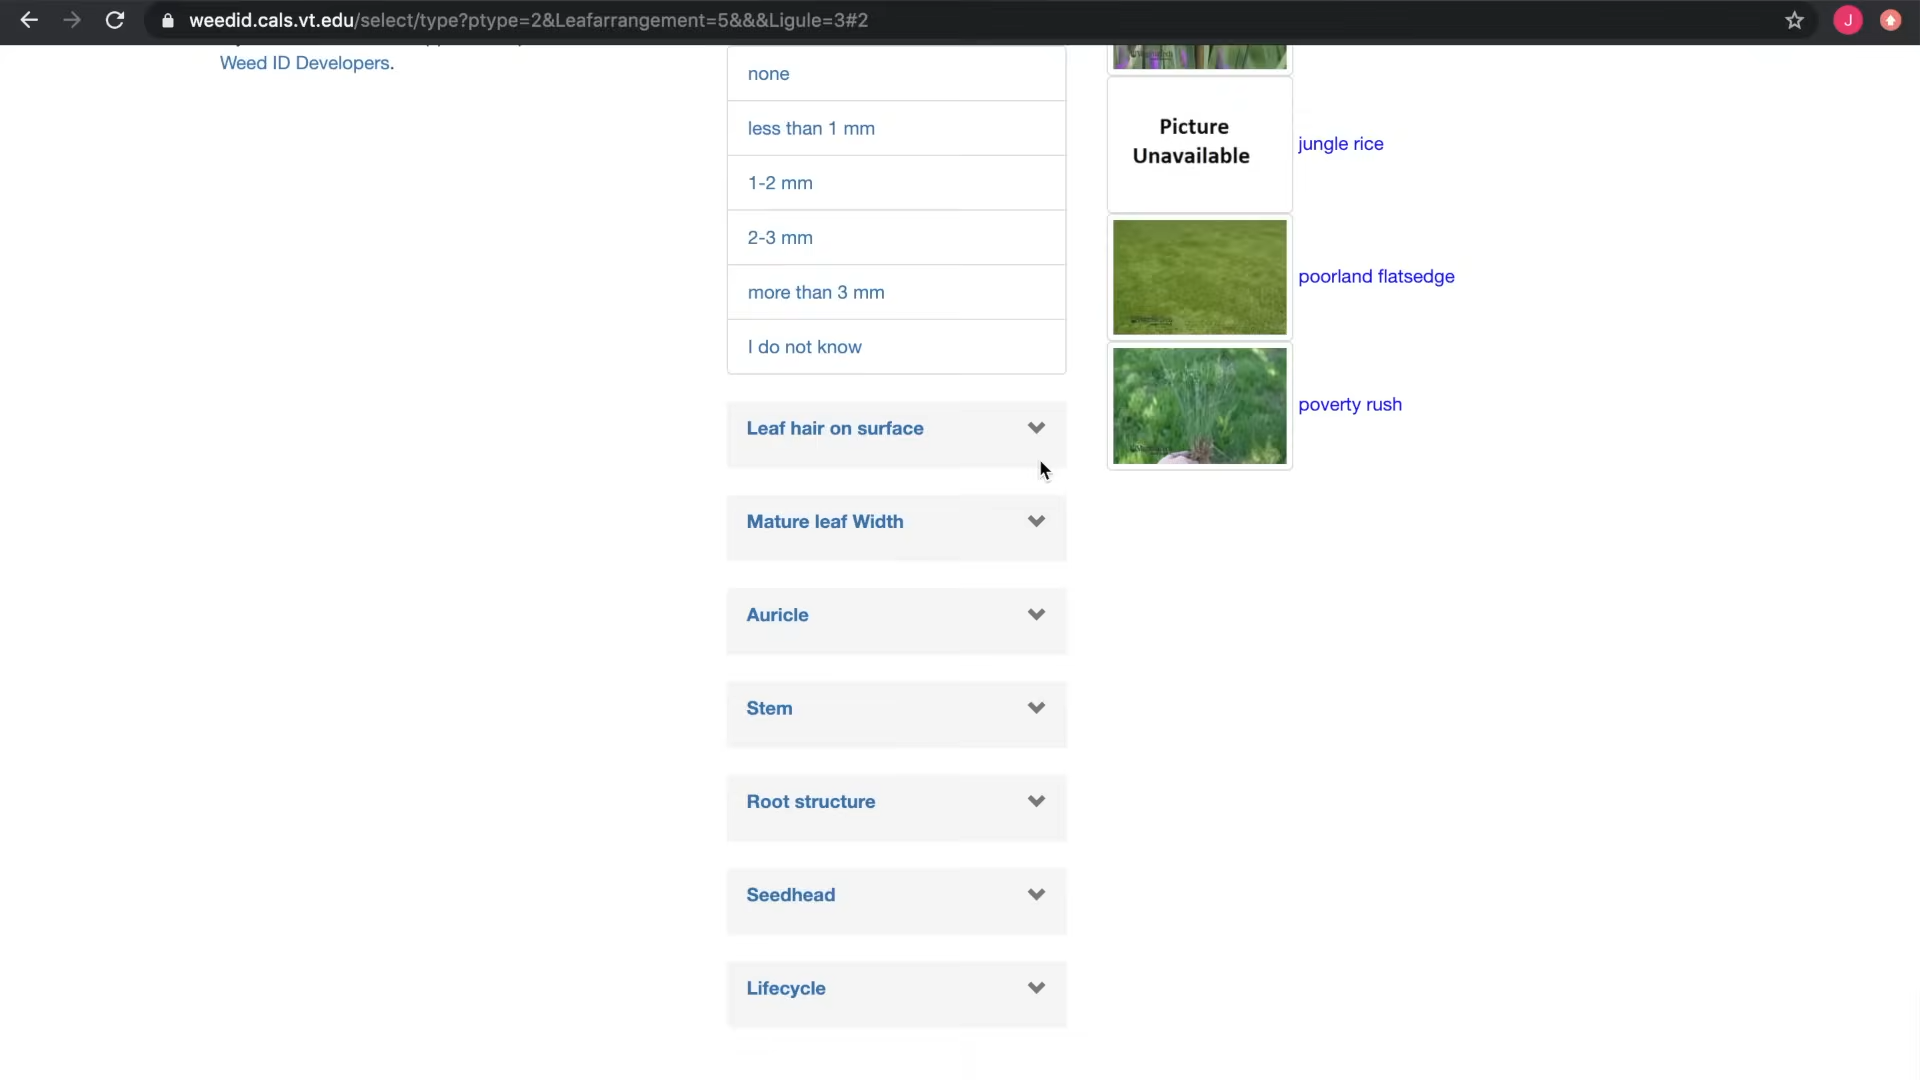 weedid.cals.vt.edu/select/type?ptype=2&Leafarrangement=5&&&Ligule=3#2
J
Weed ID Developers.
none
less than 1 mm
1-2 mm
2-3 mm
more than 3 mm
I do not know
Leaf hair on surface
Mature leaf Width
Auricle
Stem
Root structure
Seedhead
Lifecycle
Picture
Unavailable
jungle rice
poorland flatsedge
poverty rush